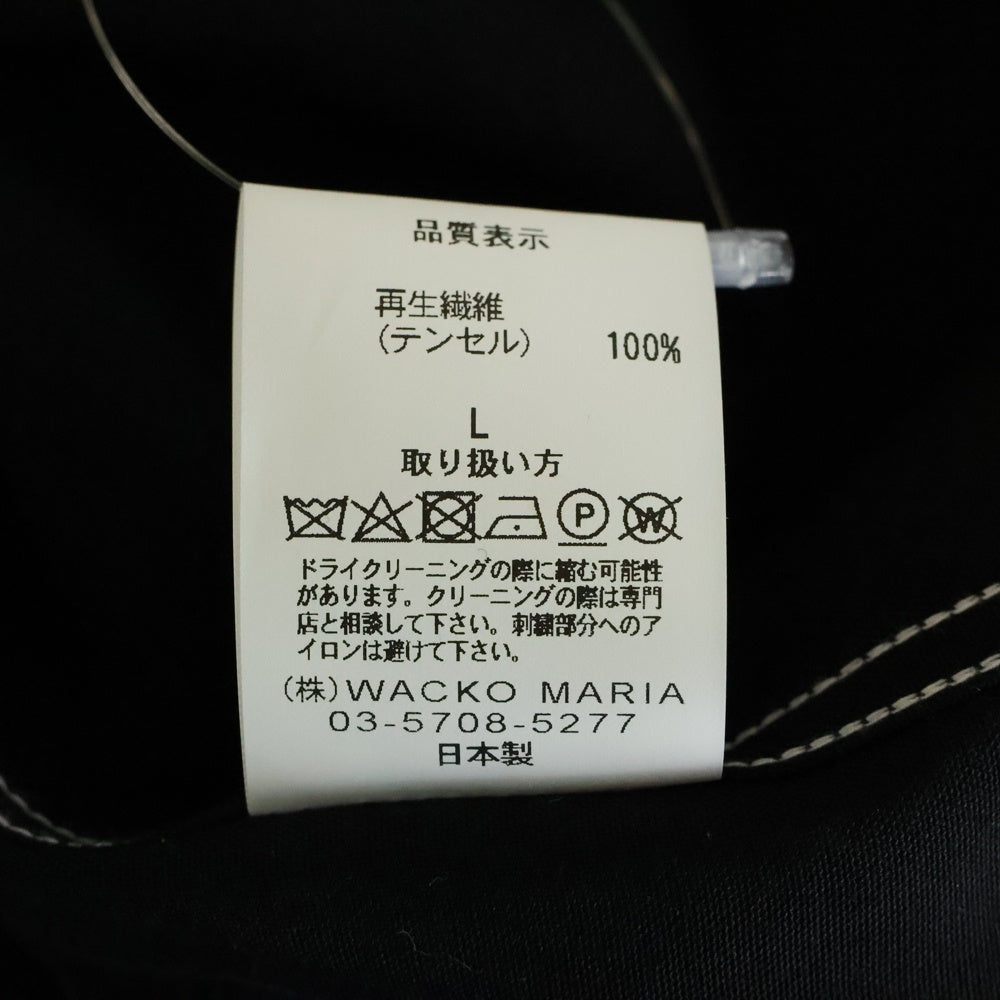 品質表示
再生繊維
(テンセル) 100%
L
取り扱い方
P W
ドライクリーニングの際に縮む可能性
があります。クリーニングの際は専門
店と相談して下さい。刺繍部分へのア
イロンは避けて下さい。
(株)WACKO MARIA
03-5708-5277
日本製